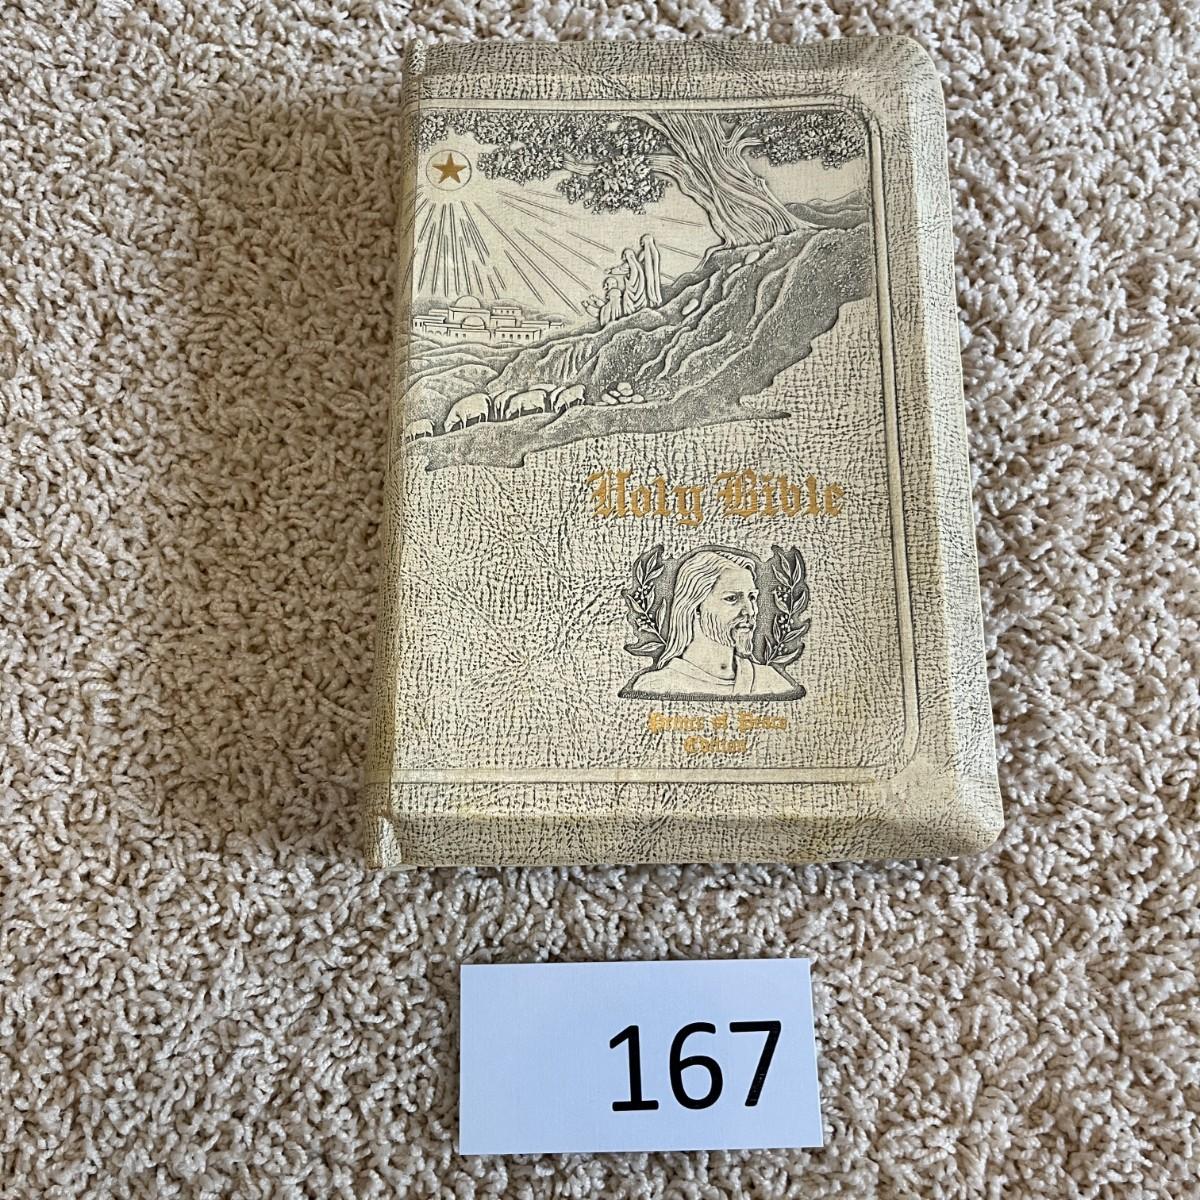 Holy Bible
Prince of Peace
Edition
167